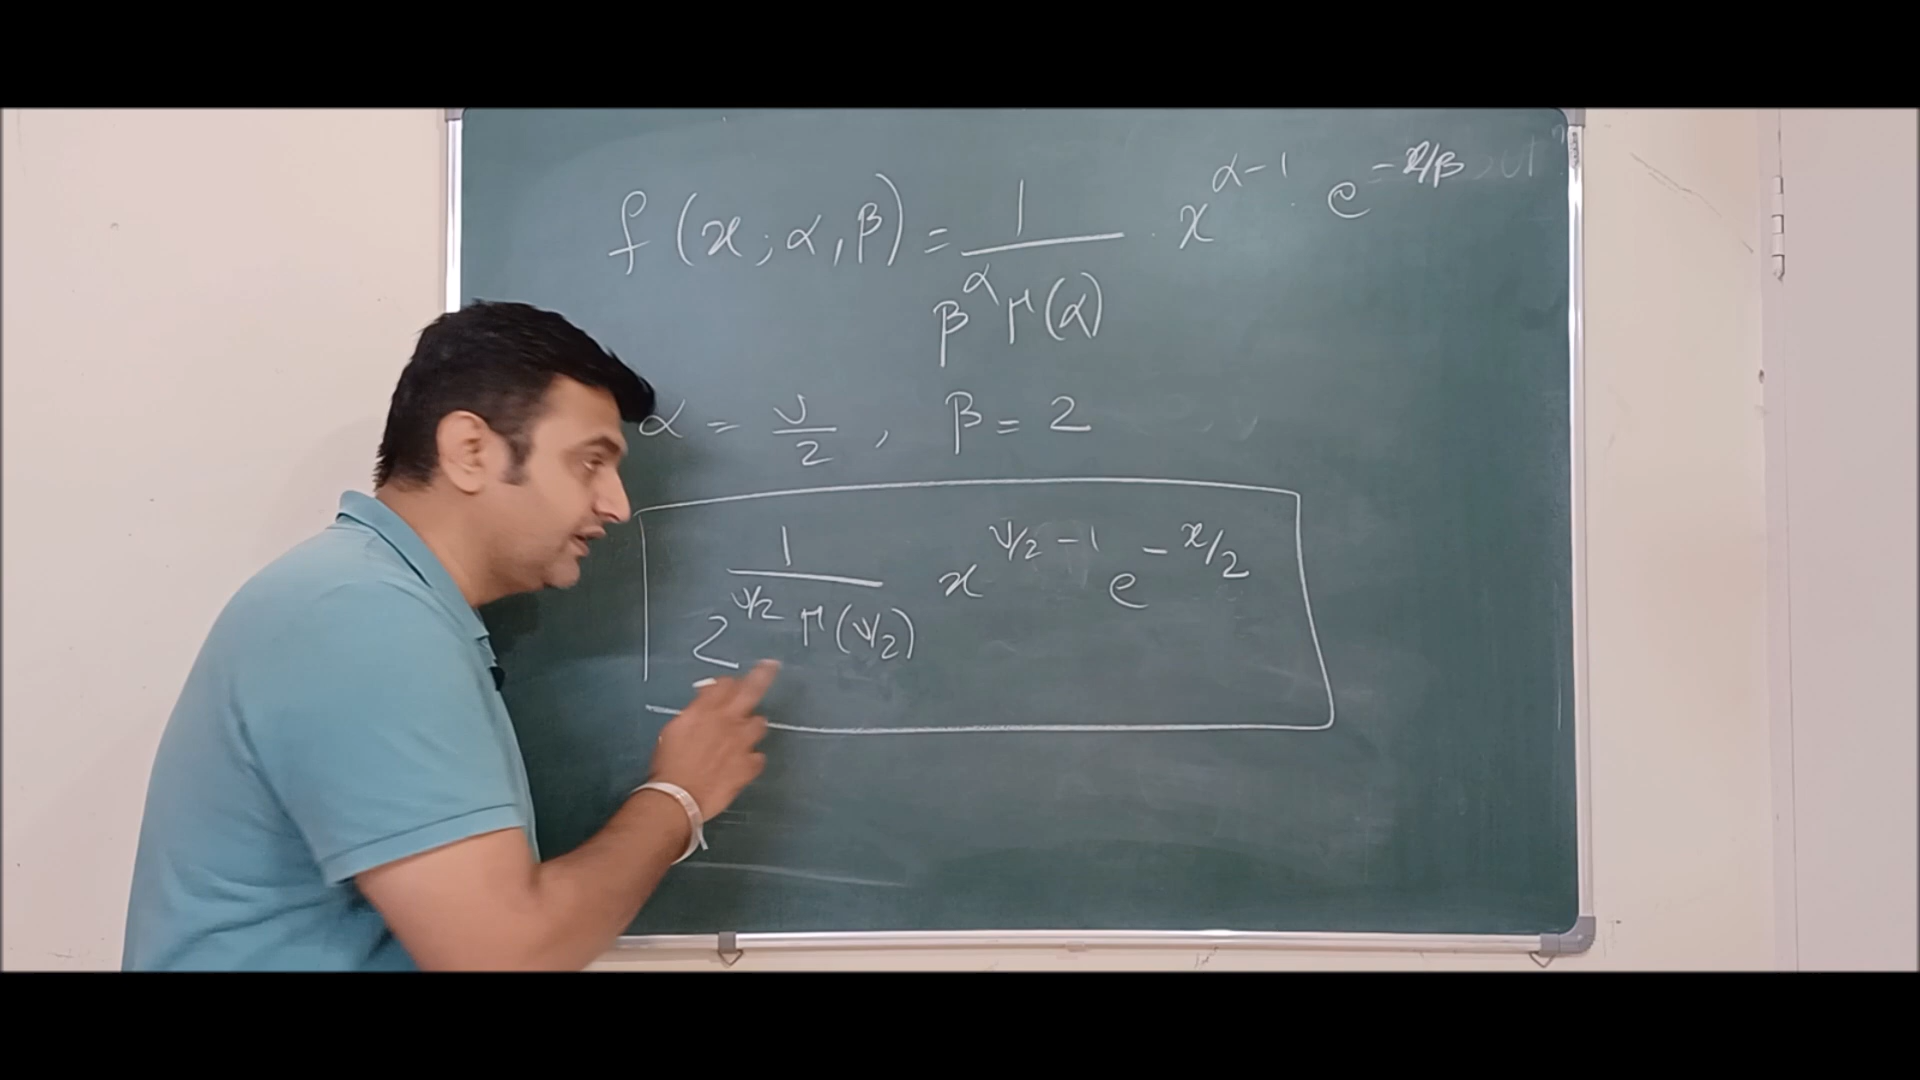 f(x; α, β) = 1 / β^α Γ(α) · x^(α-1) · e^(-x/β)
α = ν/2 , β = 2
1 / 2^(ν/2) Γ(ν/2) x^(ν/2 - 1) e^(-x/2)